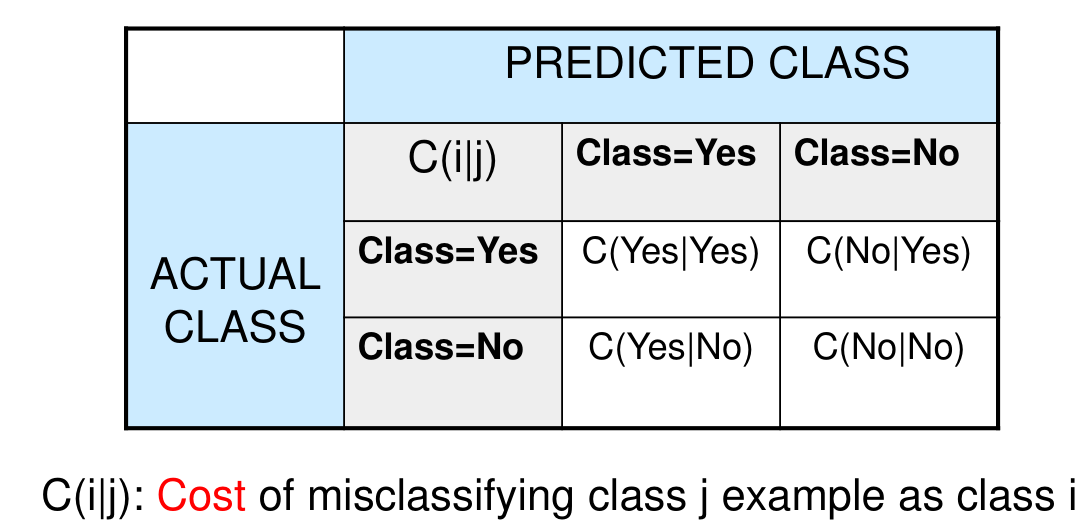 PREDICTED CLASS
C(i|j) Class=Yes Class=No
ACTUAL
CLASS
Class=Yes C(Yes|Yes) C(No|Yes)
Class=No C(Yes|No) C(No|No)
C(i|j): Cost of misclassifying class j example as class i